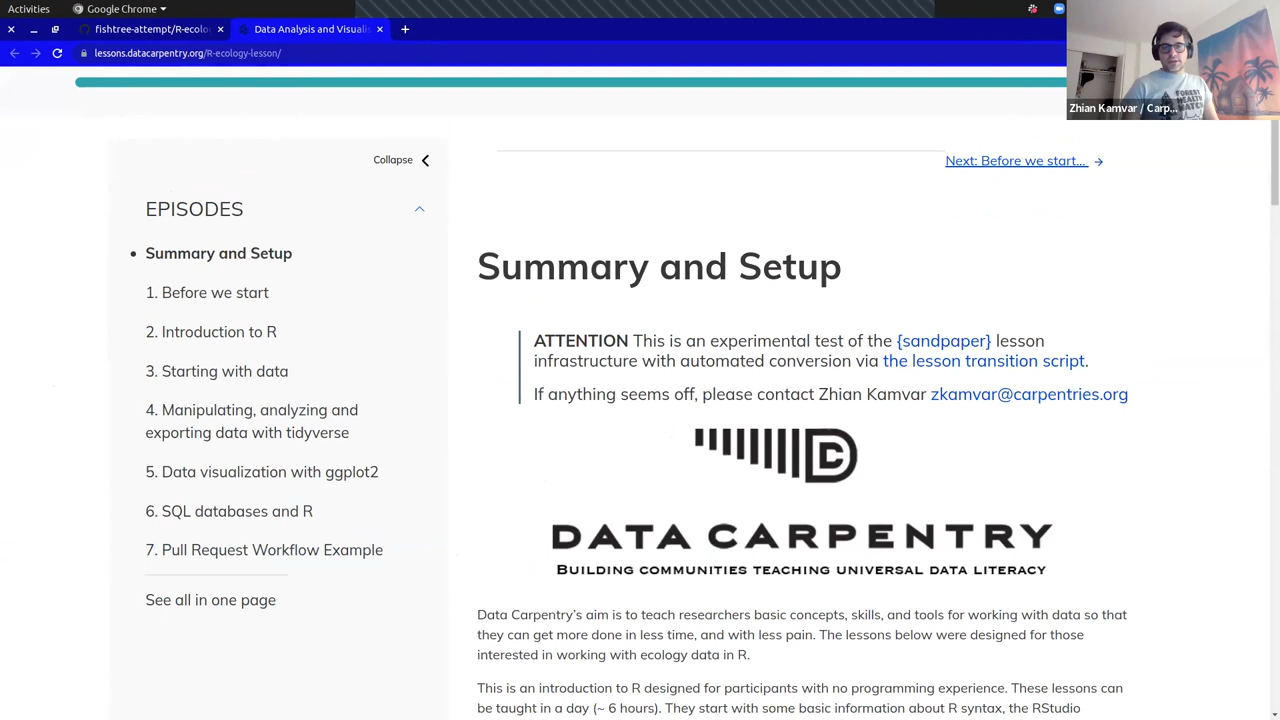 Activities
Google Chrome
fishtree-attempt/R-ecolo
Data Analysis and Visualis
lessons.datacarpentry.org/R-ecology-lesson/
FOREST
HEALTH
WATCH
Zhian Kamvar / Carp...
Collapse
Next: Before we start...
EPISODES
Summary and Setup
1. Before we start
2. Introduction to R
3. Starting with data
4. Manipulating, analyzing and
exporting data with tidyverse
5. Data visualization with ggplot2
6. SQL databases and R
7. Pull Request Workflow Example
See all in one page
Summary and Setup
ATTENTION This is an experimental test of the {sandpaper} lesson
infrastructure with automated conversion via the lesson transition script.
If anything seems off, please contact Zhian Kamvar zkamvar@carpentries.org
DATA CARPENTRY
BUILDING COMMUNITIES TEACHING UNIVERSAL DATA LITERACY
Data Carpentry's aim is to teach researchers basic concepts, skills, and tools for working with data so that
they can get more done in less time, and with less pain. The lessons below were designed for those
interested in working with ecology data in R.
This is an introduction to R designed for participants with no programming experience. These lessons can
be taught in a day (~ 6 hours). They start with some basic information about R syntax, the RStudio